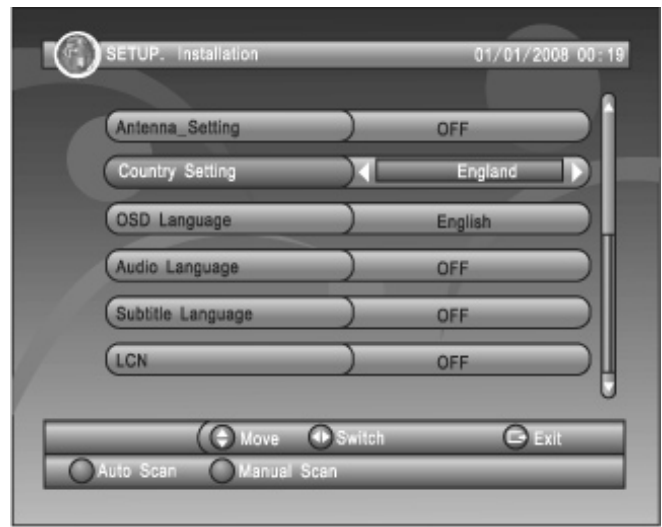 SETUP. Installation 01/01/2008 00:19
Antenna_Setting OFF
Country Setting England
OSD Language English
Audio Language OFF
Subtitle Language OFF
LCN OFF
Move Switch Exit
Auto Scan Manual Scan